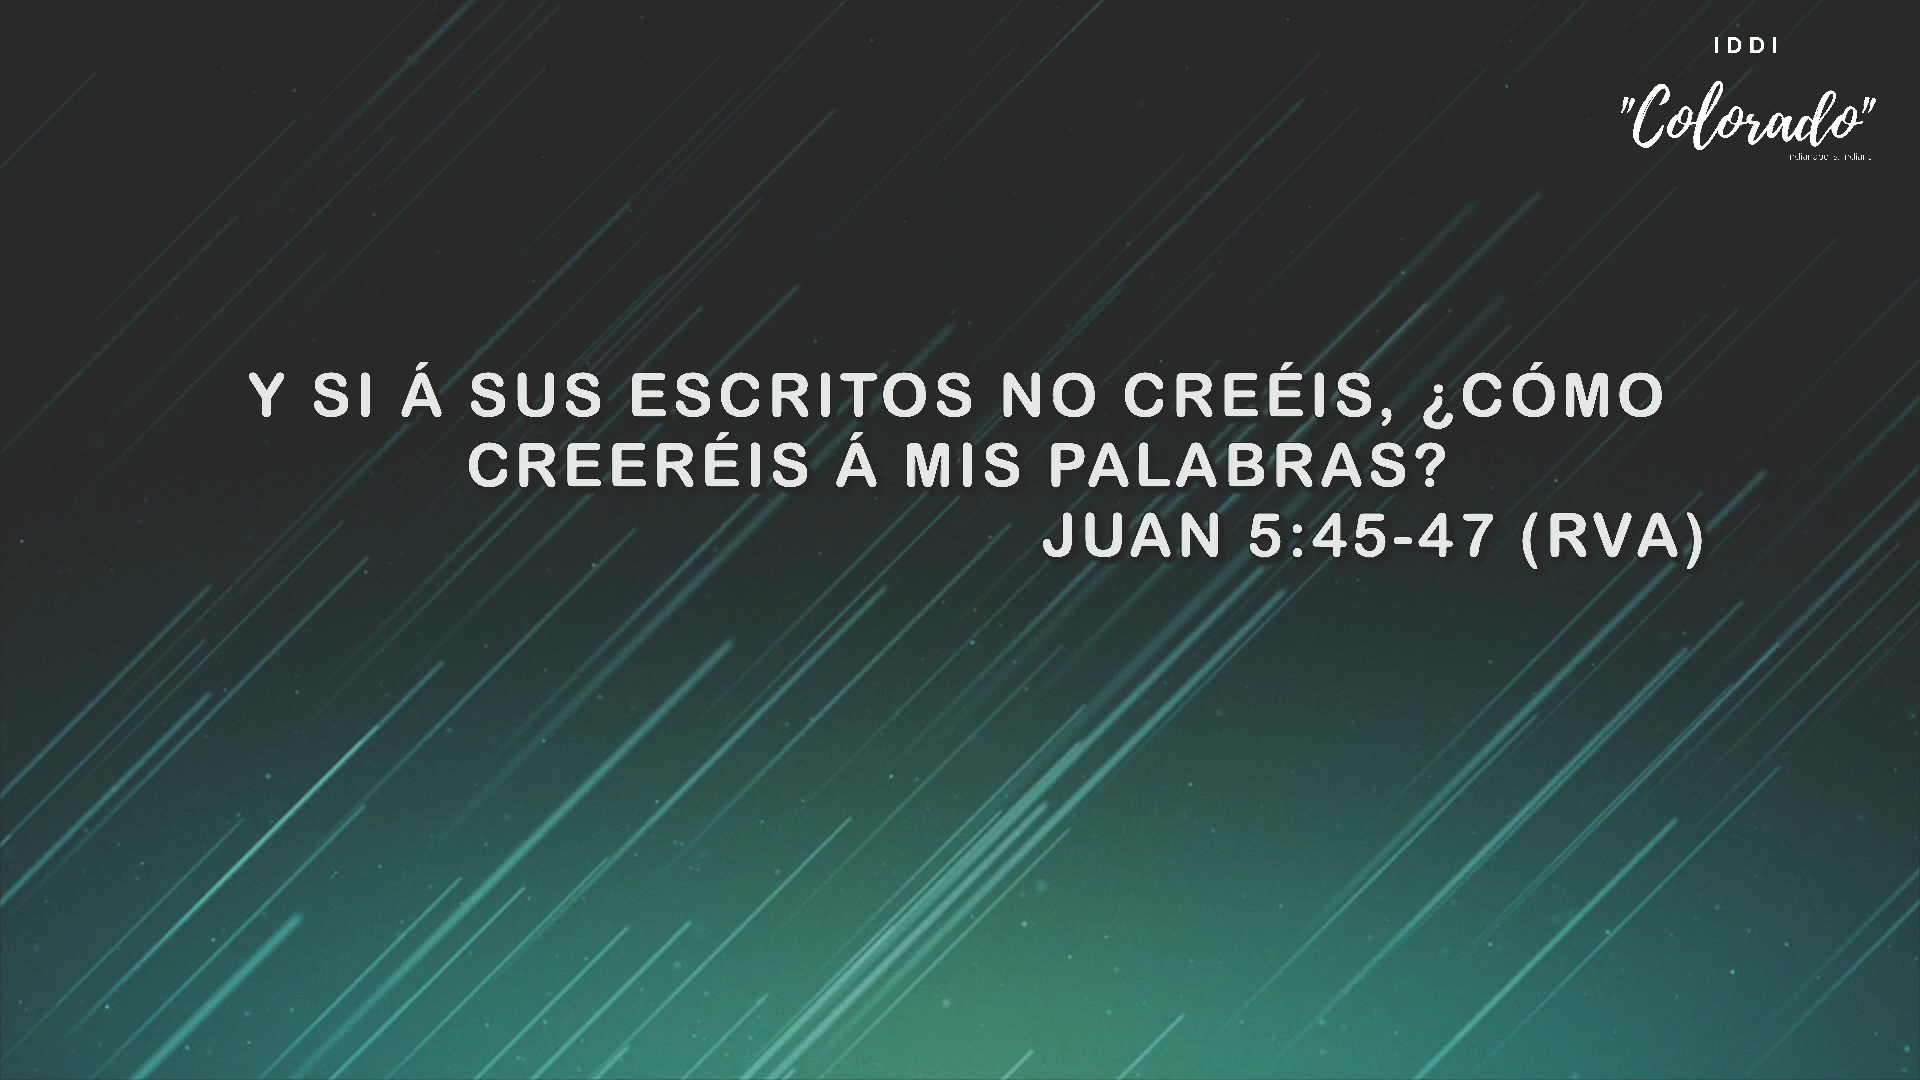 IDDI
"Colorado"
Y SI Á SUS ESCRITOS NO CREÉIS, ¿CÓMO
CREERÉIS Á MIS PALABRAS?
JUAN 5:45-47 (RVA)